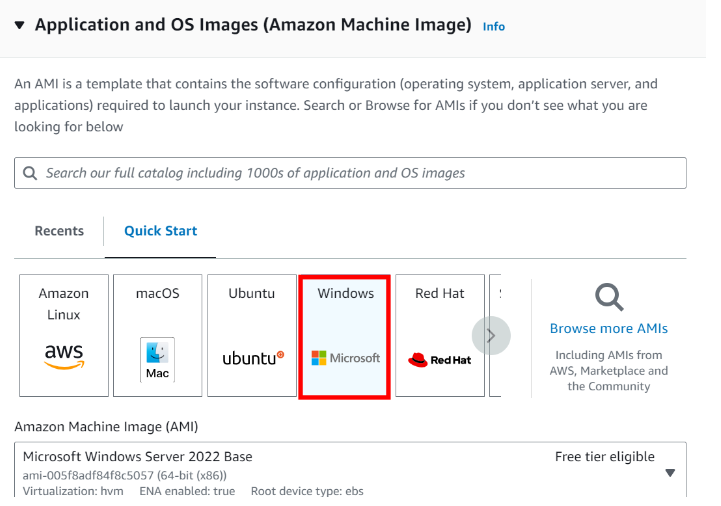 Application and OS Images (Amazon Machine Image) Info
An AMI is a template that contains the software configuration (operating system, application server, and
applications) required to launch your instance. Search or Browse for AMIs if you don't see what you are
looking for below
Search our full catalog including 1000s of application and OS images
Recents Quick Start
Amazon
Linux
aws
macOS
Mac
Ubuntu
ubuntu
Windows
Microsoft
Red Hat
Red Hat
Browse more AMIs
Including AMIs from
AWS, Marketplace and
the Community
Amazon Machine Image (AMI)
Microsoft Windows Server 2022 Base Free tier eligible
ami-005f8adf84f8c5057 (64-bit (x86))
Virtualization: hvm ENA enabled: true Root device type: ebs